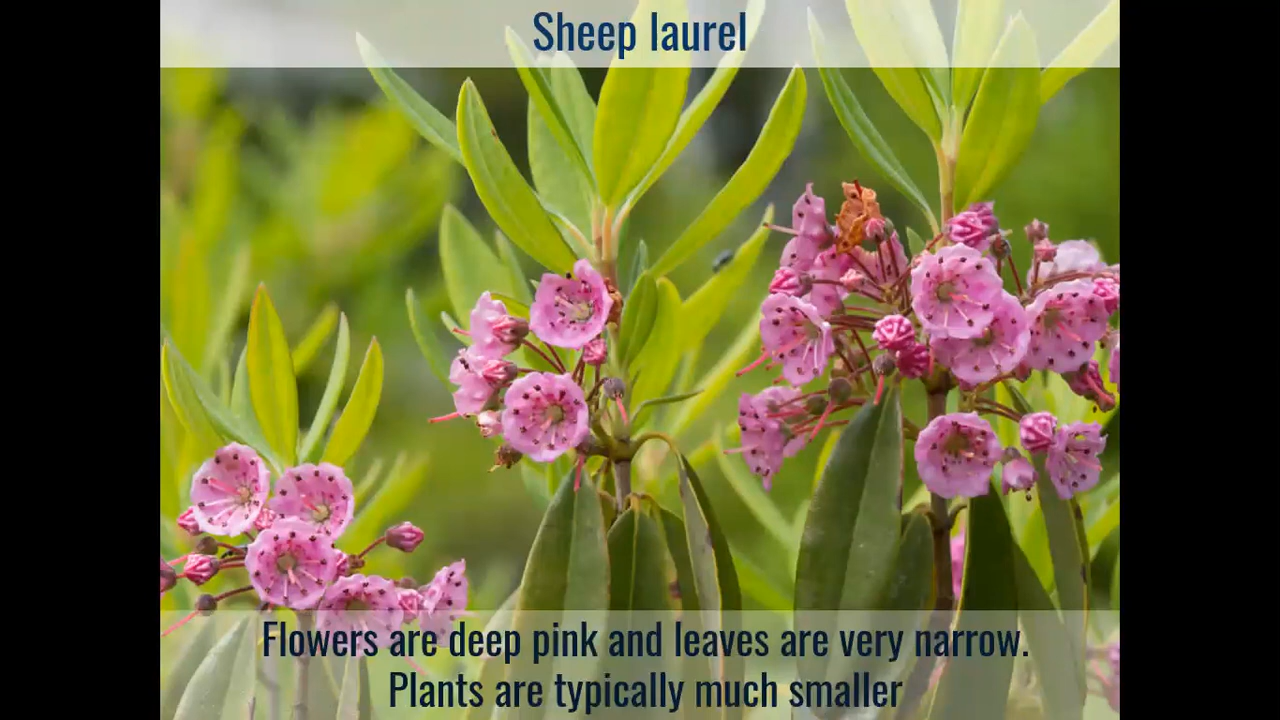 Sheep laurel
Flowers are deep pink and leaves are very narrow.
Plants are typically much smaller